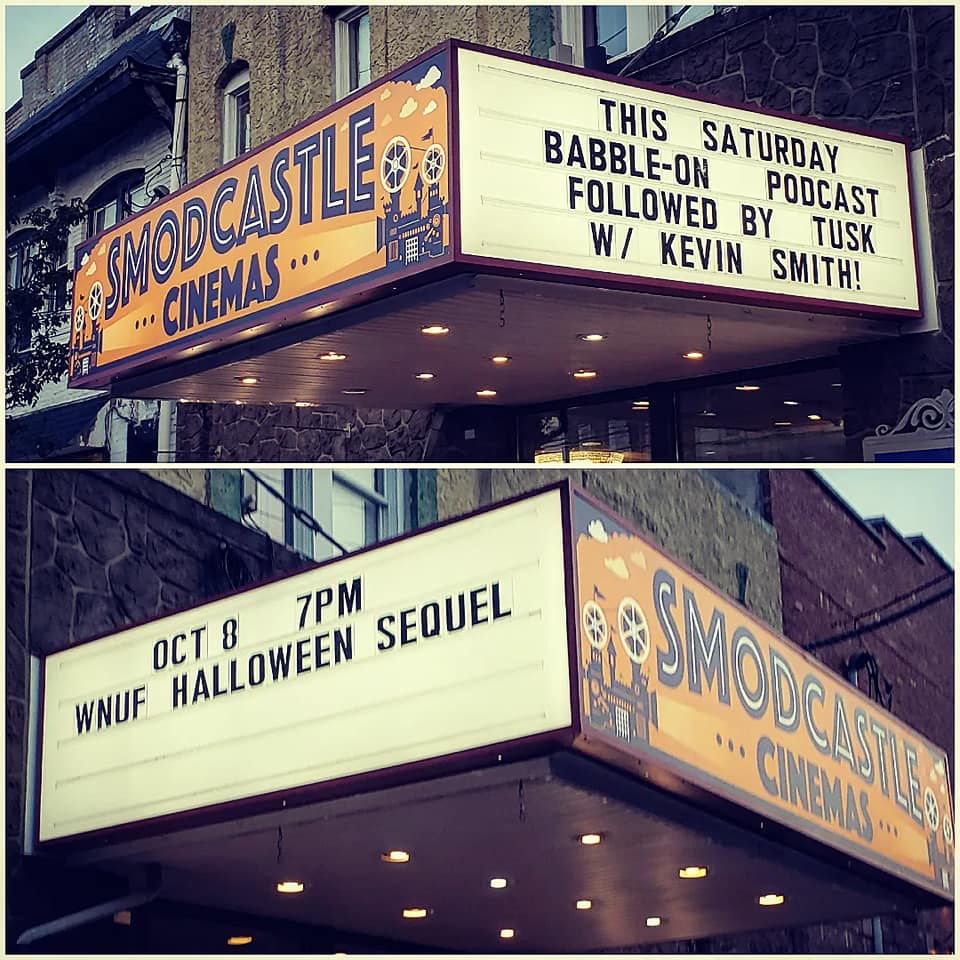 SMODCASTLE
... CINEMAS ...
THIS SATURDAY
BABBLE-ON PODCAST
FOLLOWED BY TUSK
W/ KEVIN SMITH!
OCT 8 7PM
WNUF HALLOWEEN SEQUEL
SMODCASTLE
... CINEMAS ...